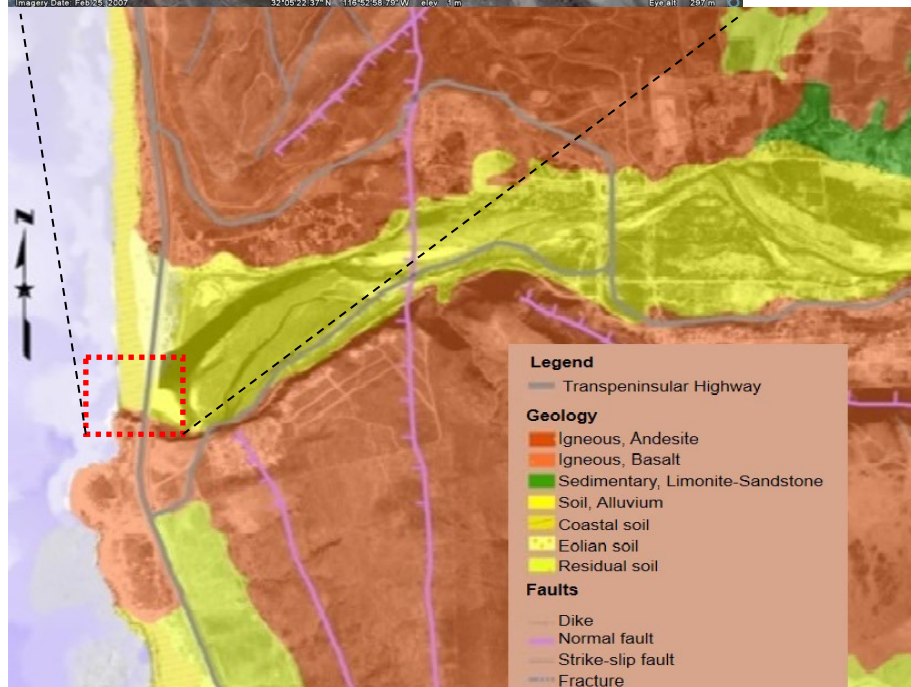 Imagery Date: Feb 25, 2007 32°05'22.37" N 116°52'58.79" W elev 1 m Eye alt 297 m
N
Legend
Transpeninsular Highway
Geology
Igneous, Andesite
Igneous, Basalt
Sedimentary, Limonite-Sandstone
Soil, Alluvium
Coastal soil
Eolian soil
Residual soil
Faults
Dike
Normal fault
Strike-slip fault
Fracture